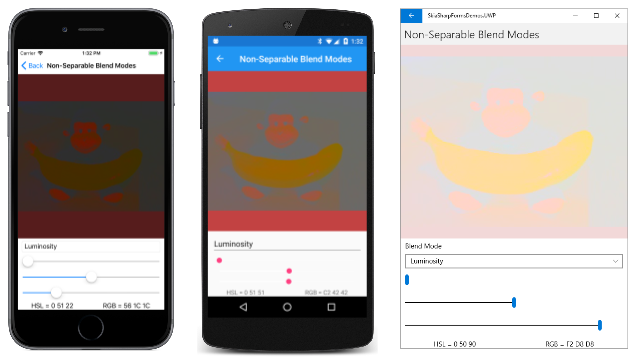 Carrier 1:32 PM
Back Non-Separable Blend Modes
Luminosity
HSL = 0 51 22 RGB = 56 1C 1C
1:32
Non-Separable Blend Modes
Luminosity
HSL = 0 51 51 RGB = C2 42 42
SkiaSharpFormsDemos.UWP
Non-Separable Blend Modes
Blend Mode
Luminosity
HSL = 0 50 90 RGB = F2 D8 D8